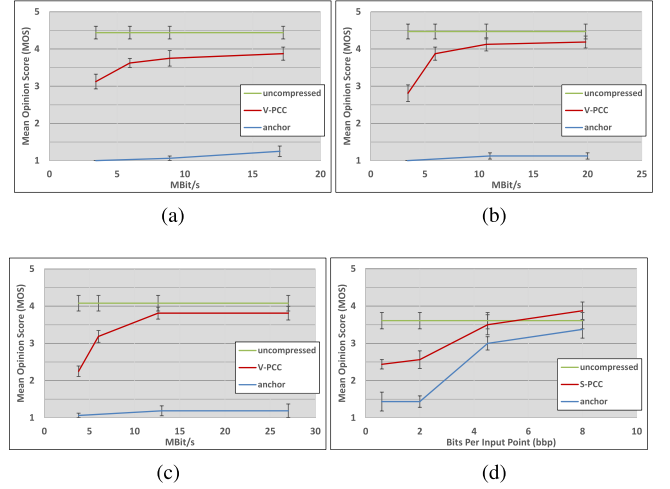 5
4
3
2
1
Mean Opinion Score (MOS)
uncompressed
V-PCC
anchor
0 5 10 15 20
MBit/s
(a)
5
4
3
2
1
Mean Opinion Score (MOS)
uncompressed
V-PCC
anchor
0 5 10 15 20 25
MBit/s
(b)
5
4
3
2
1
Mean Opinion Score (MOS)
uncompressed
V-PCC
anchor
0 5 10 15 20 25 30
MBit/s
(c)
5
4
3
2
1
Mean Opinion Score (MOS)
uncompressed
S-PCC
anchor
0 2 4 6 8 10
Bits Per Input Point (bbp)
(d)